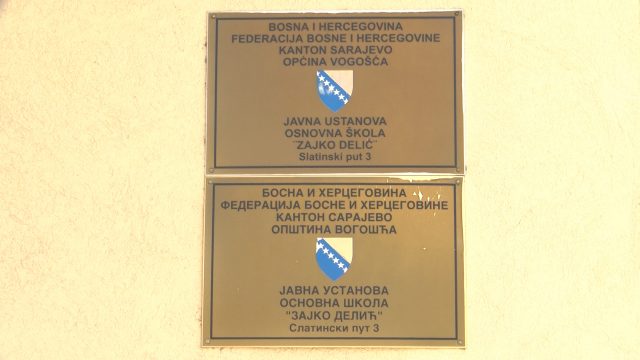 BOSNA I HERCEGOVINA
FEDERACIJA BOSNE I HERCEGOVINE
KANTON SARAJEVO
OPĆINA VOGOŠĆA
JAVNA USTANOVA
OSNOVNA ŠKOLA
"ZAJKO DELIĆ"
Slatinski put 3
БОСНА И ХЕРЦЕГОВИНА
ФЕДЕРАЦИЈА БОСНЕ И ХЕРЦЕГОВИНЕ
КАНТОН САРАЈЕВО
ОПШТИНА ВОГОШЋА
ЈАВНА УСТАНОВА
ОСНОВНА ШКОЛА
"ЗАЈКО ДЕЛИЋ"
Слатински пут 3